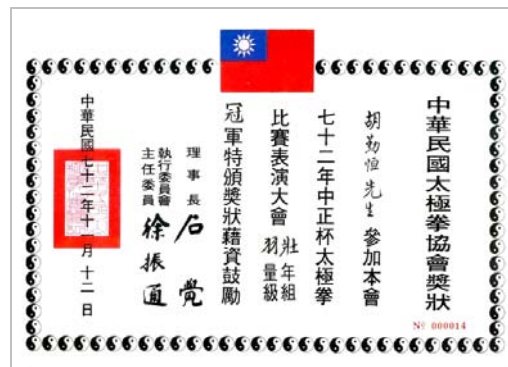 中華民國太極拳協會獎狀
胡勤恒先生參加本會
七十二年中正杯太極拳
比賽表演大會壯年組
羽量級
冠軍特頒獎狀藉資鼓勵
理事長石覺
執行委員會
主任委員徐振通
中華民國七十二年十一月十二日
Nº 000014